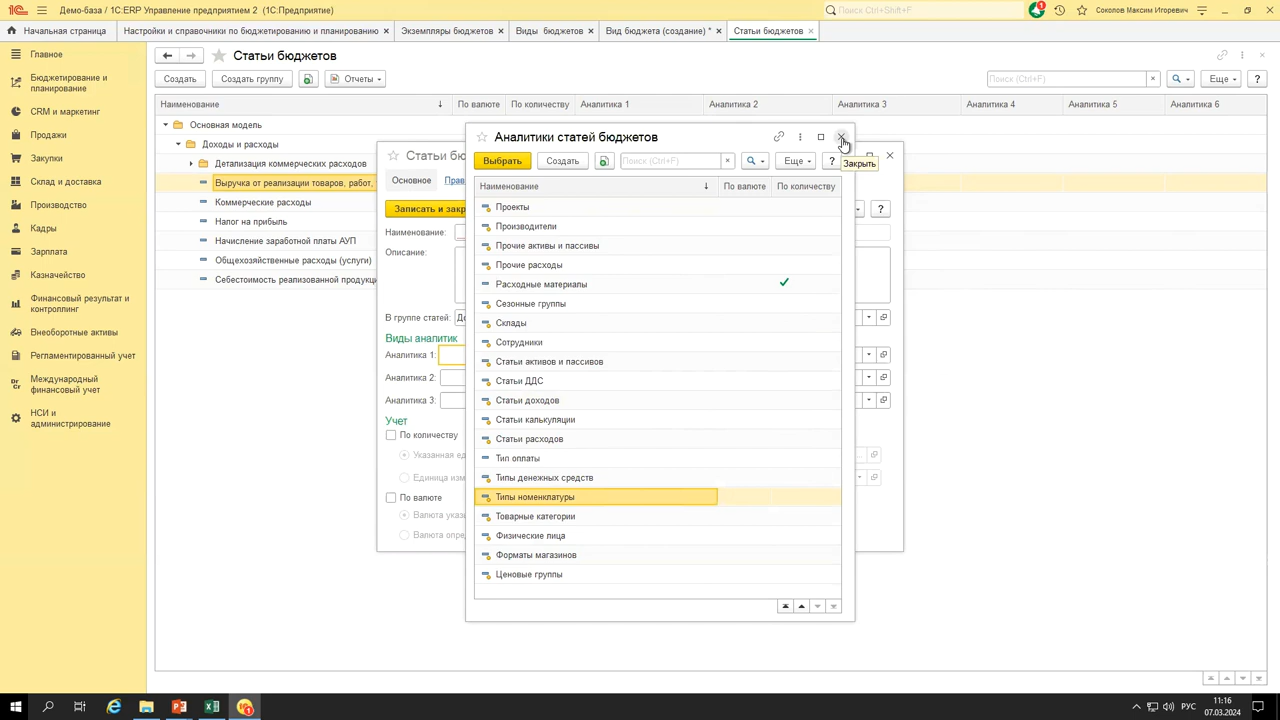 Демо-база / 1С:ERP Управление предприятием 2 (1С:Предприятие)
Поиск Ctrl+Shift+F
1
Соколов Максим Игоревич
Начальная страница
Настройки и справочники по бюджетированию и планированию ×
Экземпляры бюджетов ×
Виды бюджетов ×
Вид бюджета (создание) * ×
Статьи бюджетов ×
Главное
Бюджетирование и
планирование
CRM и маркетинг
Продажи
Закупки
Склад и доставка
Производство
Кадры
Зарплата
Казначейство
Финансовый результат и
контроллинг
Внеоборотные активы
Регламентированный учет
Международный
финансовый учет
НСИ и
администрирование
Статьи бюджетов
Создать
Создать группу
Отчеты
Поиск (Ctrl+F)
×
Еще
?
Наименование
По валюте
По количеству
Аналитика 1
Аналитика 2
Аналитика 3
Аналитика 4
Аналитика 5
Аналитика 6
Основная модель
Доходы и расходы
Детализация коммерческих расходов
Выручка от реализации товаров, работ,
Коммерческие расходы
Налог на прибыль
Начисление заработной платы АУП
Общехозяйственные расходы (услуги)
Себестоимость реализованной продукци
Статьи бю
Основное
Прав
Записать и закр
?
Наименование:
Описание:
В группе статей:
До
Виды аналитик
Аналитика 1:
Аналитика 2:
Аналитика 3:
Учет
По количеству
Указанная ед
Единица изм
По валюте
Валюта указ
Валюта опре
Аналитики статей бюджетов
Закрыть
Выбрать
Создать
Поиск (Ctrl+F)
×
Еще
?
Наименование
По валюте
По количеству
Проекты
Производители
Прочие активы и пассивы
Прочие расходы
Расходные материалы
Сезонные группы
Склады
Сотрудники
Статьи активов и пассивов
Статьи ДДС
Статьи доходов
Статьи калькуляции
Статьи расходов
Тип оплаты
Типы денежных средств
Типы номенклатуры
Товарные категории
Физические лица
Форматы магазинов
Ценовые группы
РУС
11:16
07.03.2024